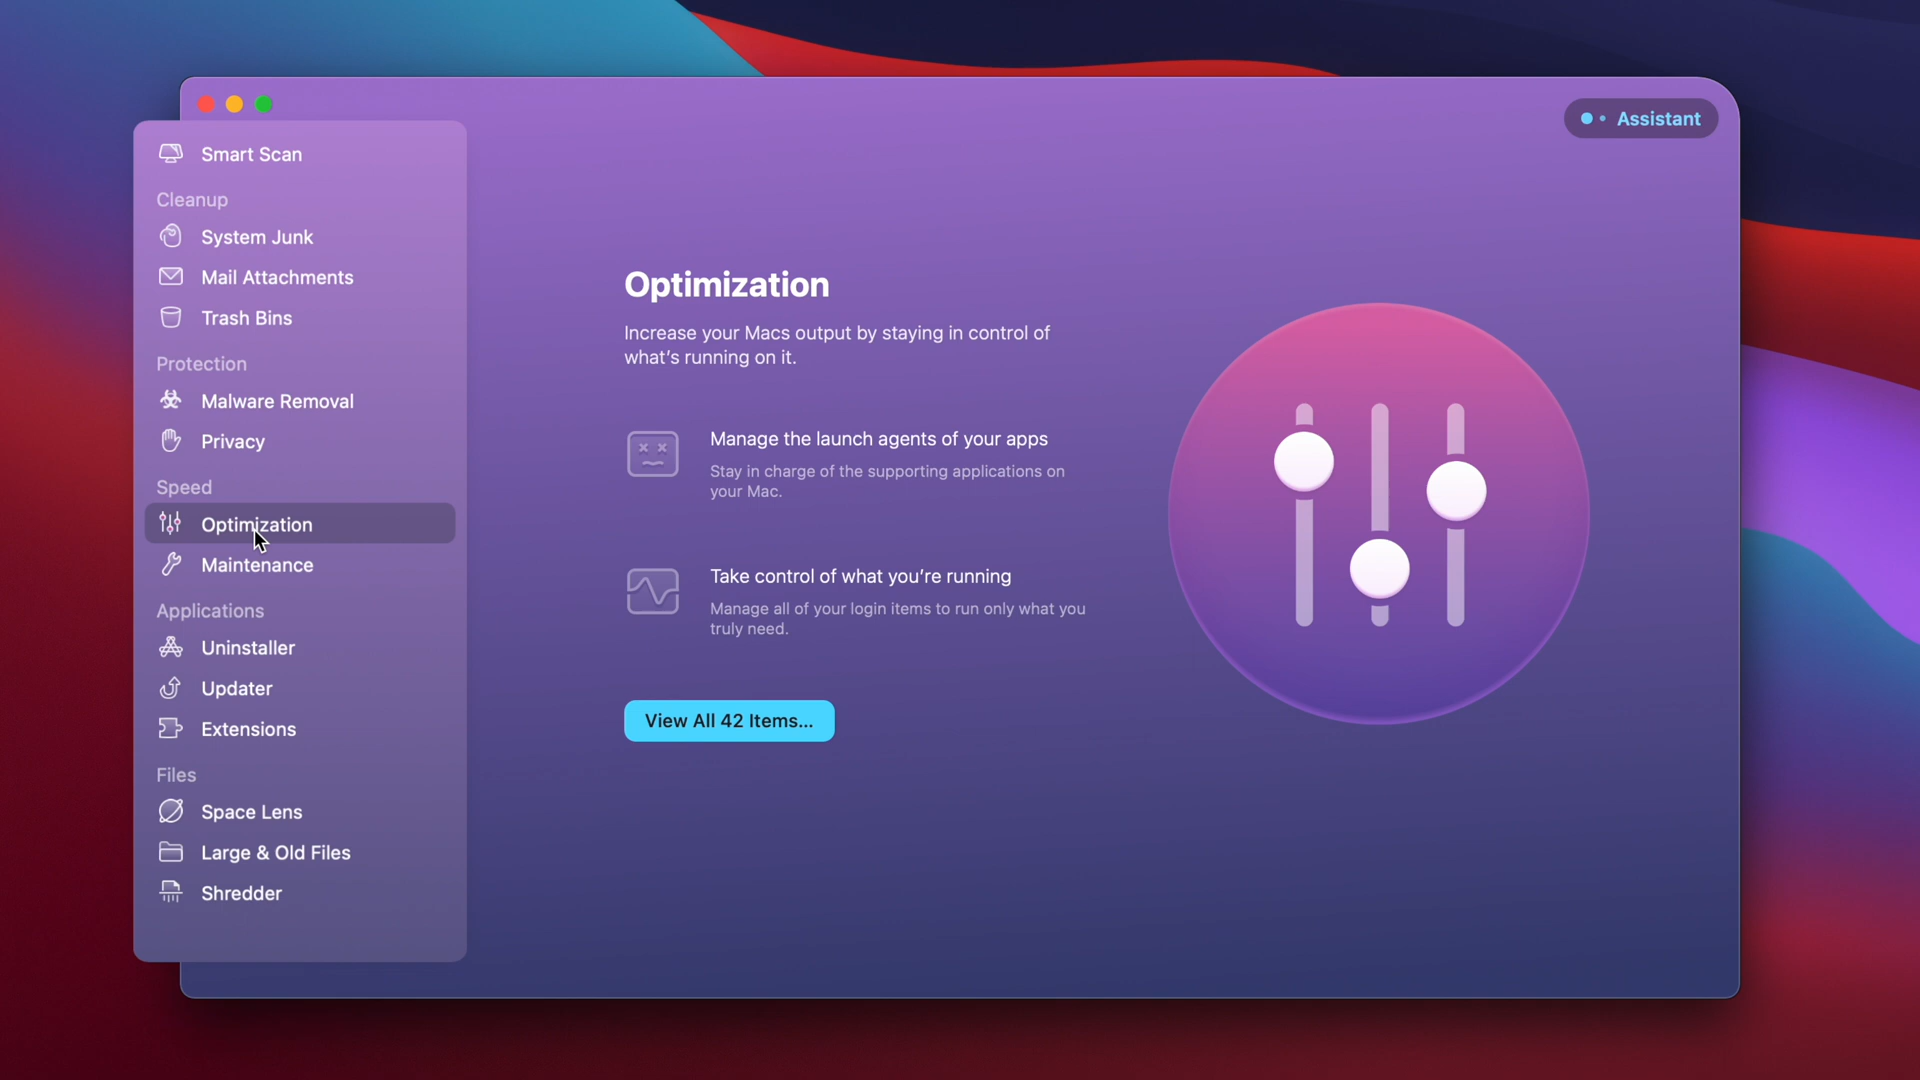 Assistant
Smart Scan
Cleanup
System Junk
Mail Attachments
Trash Bins
Protection
Malware Removal
Privacy
Speed
Optimization
Maintenance
Applications
Uninstaller
Updater
Extensions
Files
Space Lens
Large & Old Files
Shredder
Optimization
Increase your Macs output by staying in control of
what's running on it.
Manage the launch agents of your apps
Stay in charge of the supporting applications on
your Mac.
Take control of what you're running
Manage all of your login items to run only what you
truly need.
View All 42 Items...